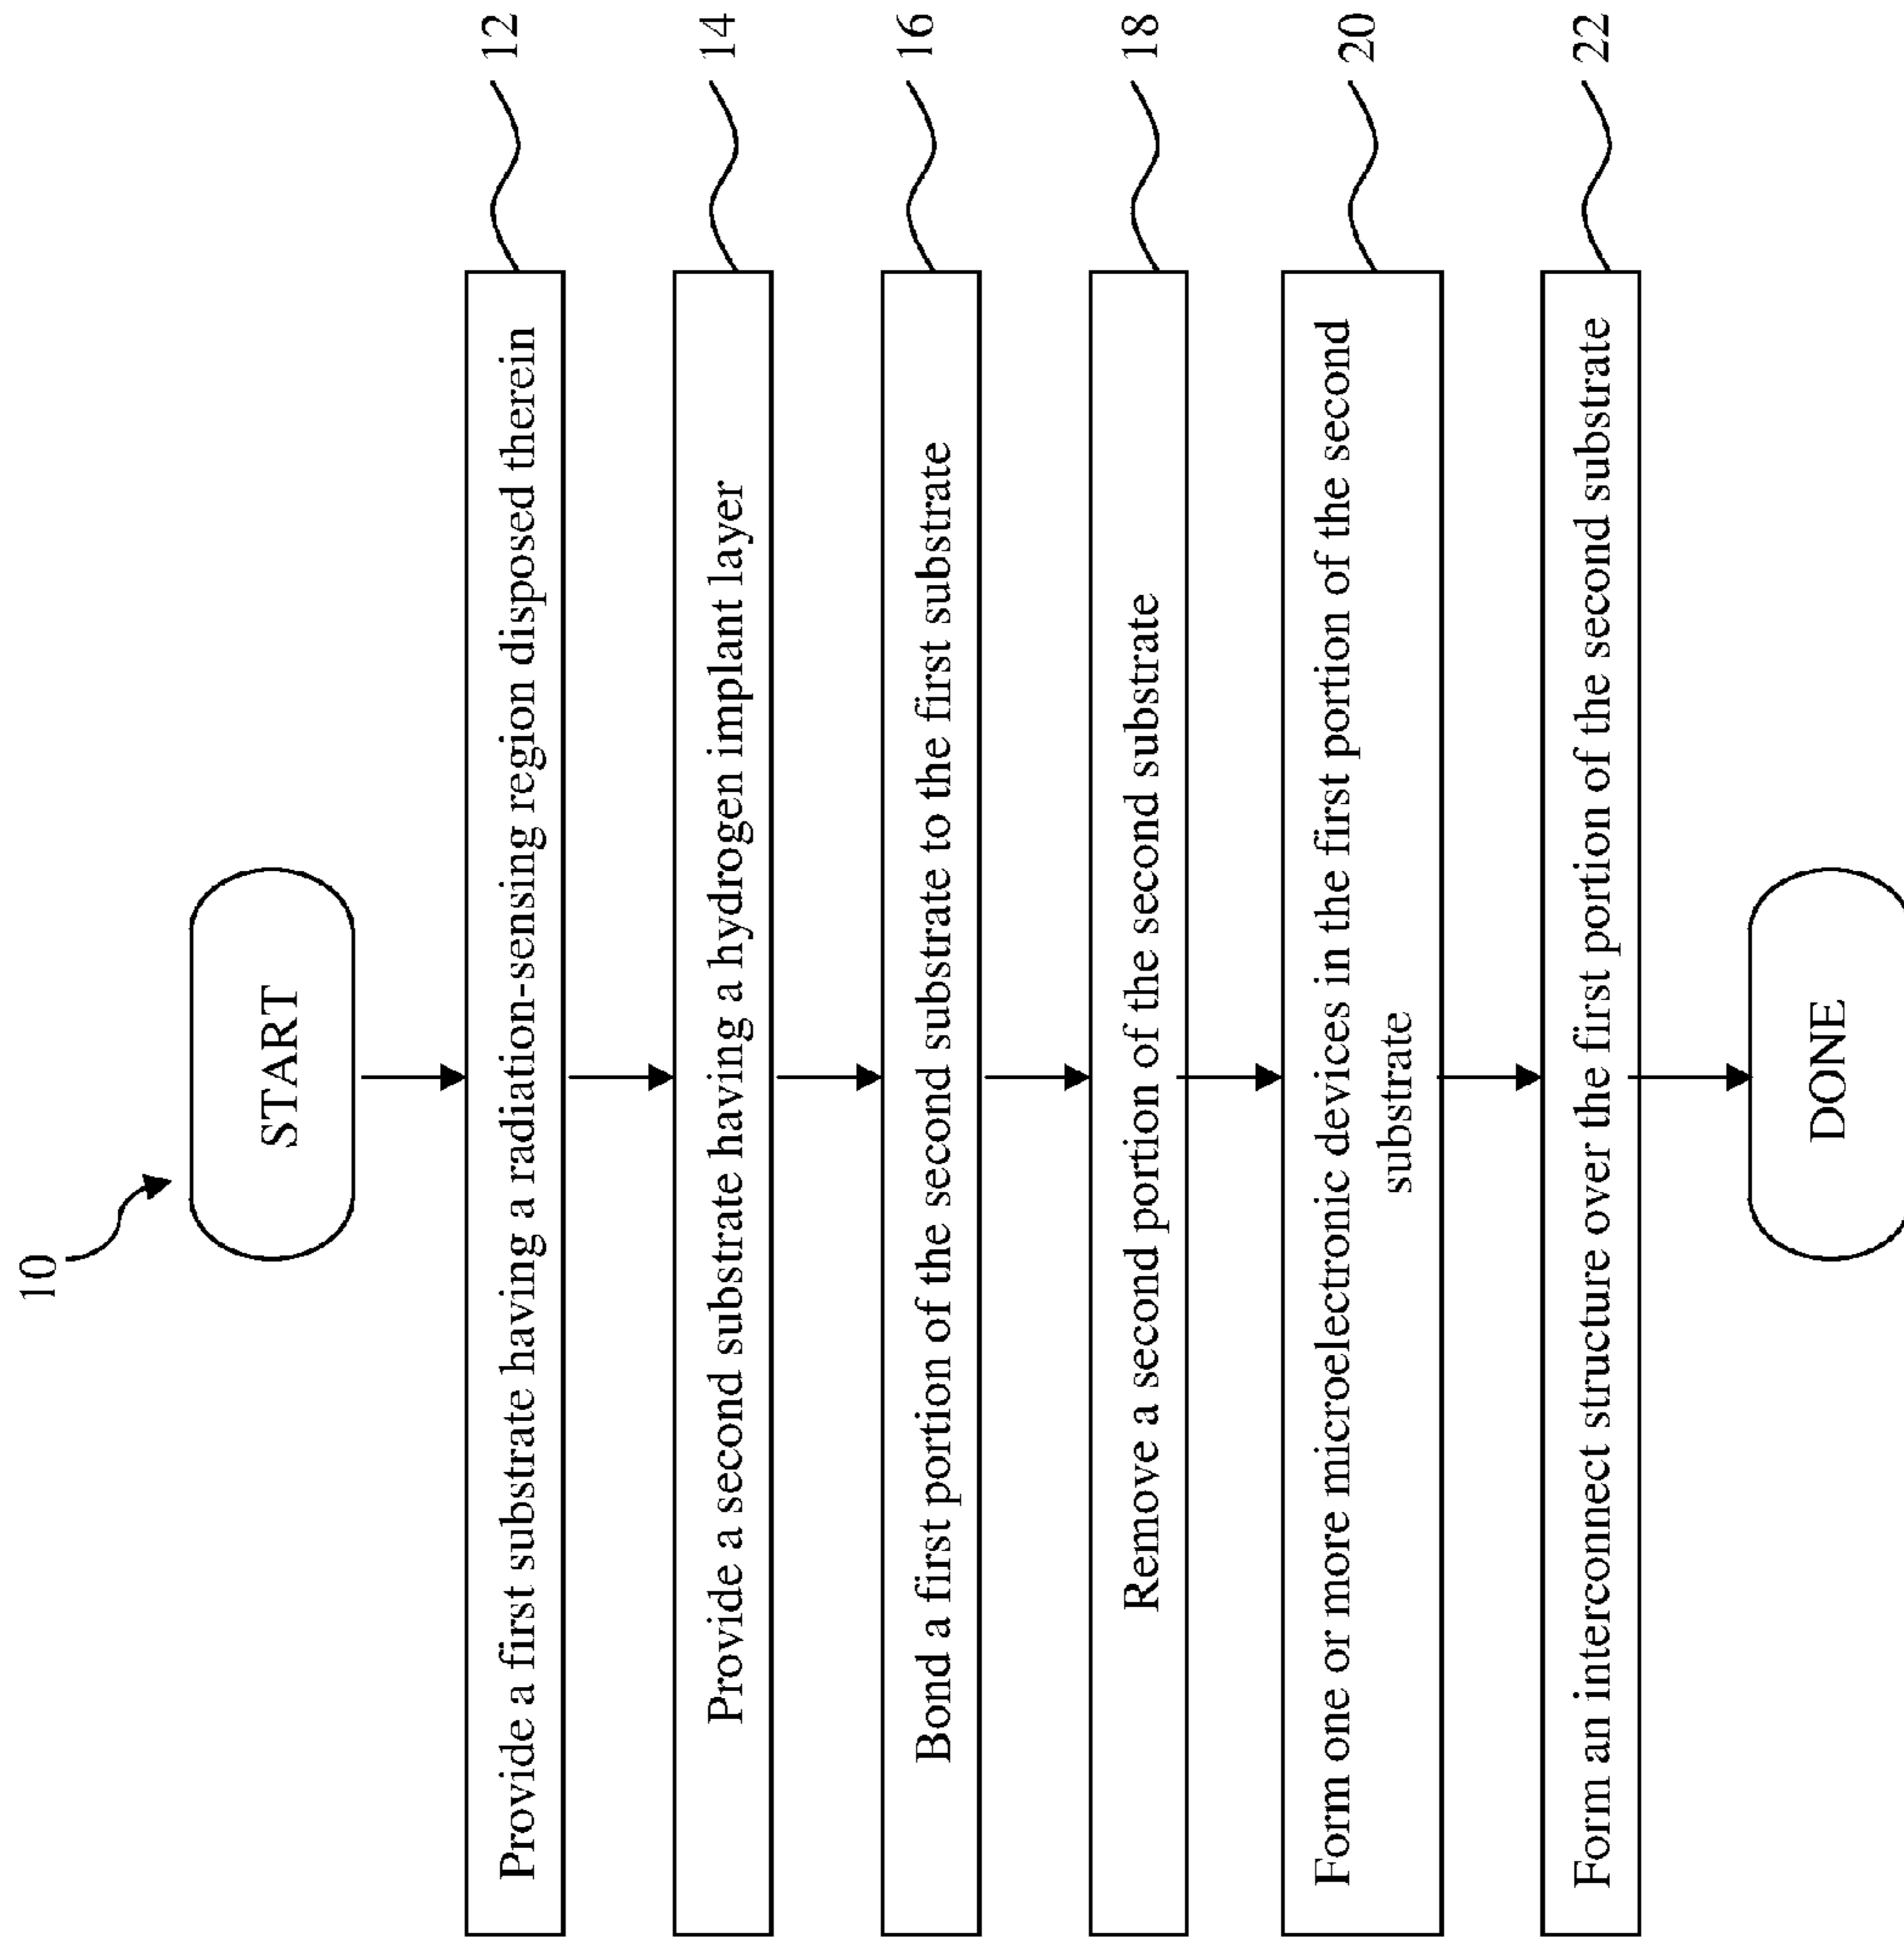 10
START
Provide a first substrate having a radiation-sensing region disposed therein
12
Provide a second substrate having a hydrogen implant layer
14
Bond a first portion of the second substrate to the first substrate
16
Remove a second portion of the second substrate
18
Form one or more microelectronic devices in the first portion of the second
substrate
20
Form an interconnect structure over the first portion of the second substrate
22
DONE